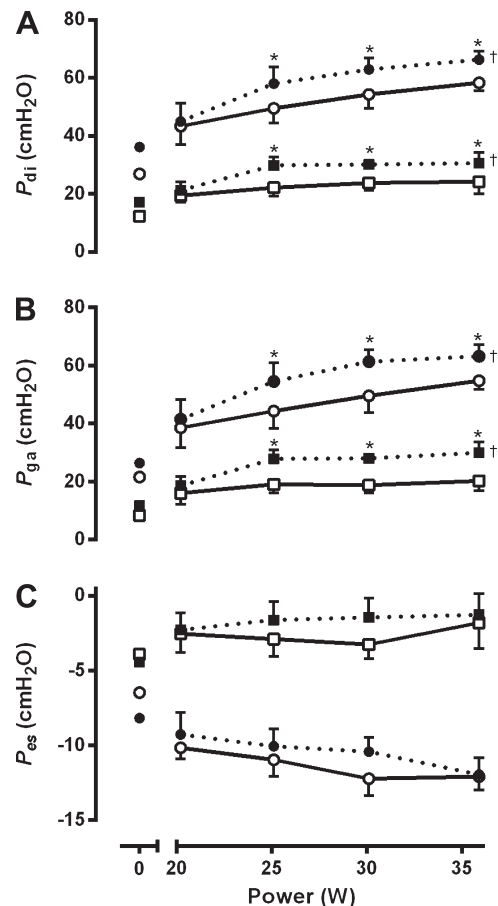 A
80
60
40
20
0
Pdi (cmH2O)
* * *
†
* * *
†
B
80
60
40
20
0
Pga (cmH2O)
* * *
†
* * *
†
C
0
-5
-10
-15
Pes (cmH2O)
0 20 25 30 35
Power (W)